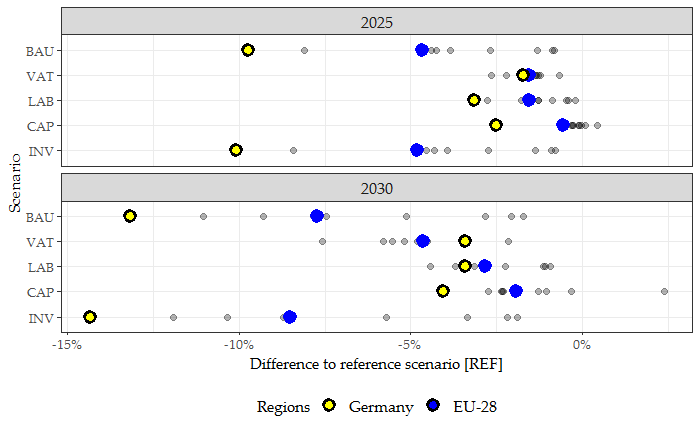 2025
BAU
VAT
LAB
CAP
INV
Scenario
2030
BAU
VAT
LAB
CAP
INV
-15% -10% -5% 0%
Difference to reference scenario [REF]
Regions Germany EU-28